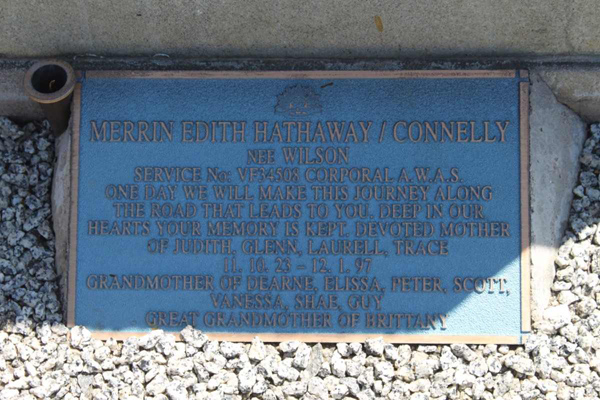 MERRIN EDITH HATHAWAY / CONNELLY
NEE WILSON
SERVICE No: VF34508 CORPORAL A.W.A.S.
ONE DAY WE WILL MAKE THIS JOURNEY ALONG
THE ROAD THAT LEADS TO YOU, DEEP IN OUR
HEARTS YOUR MEMORY IS KEPT. DEVOTED MOTHER
OF JUDITH, GLENN, LAURELL, TRACE
11. 10. 23 - 12. 1. 97
GRANDMOTHER OF DEARNE, ELISSA, PETER, SCOTT,
VANESSA, SHAE, GUY
GREAT GRANDMOTHER OF BRITTANY